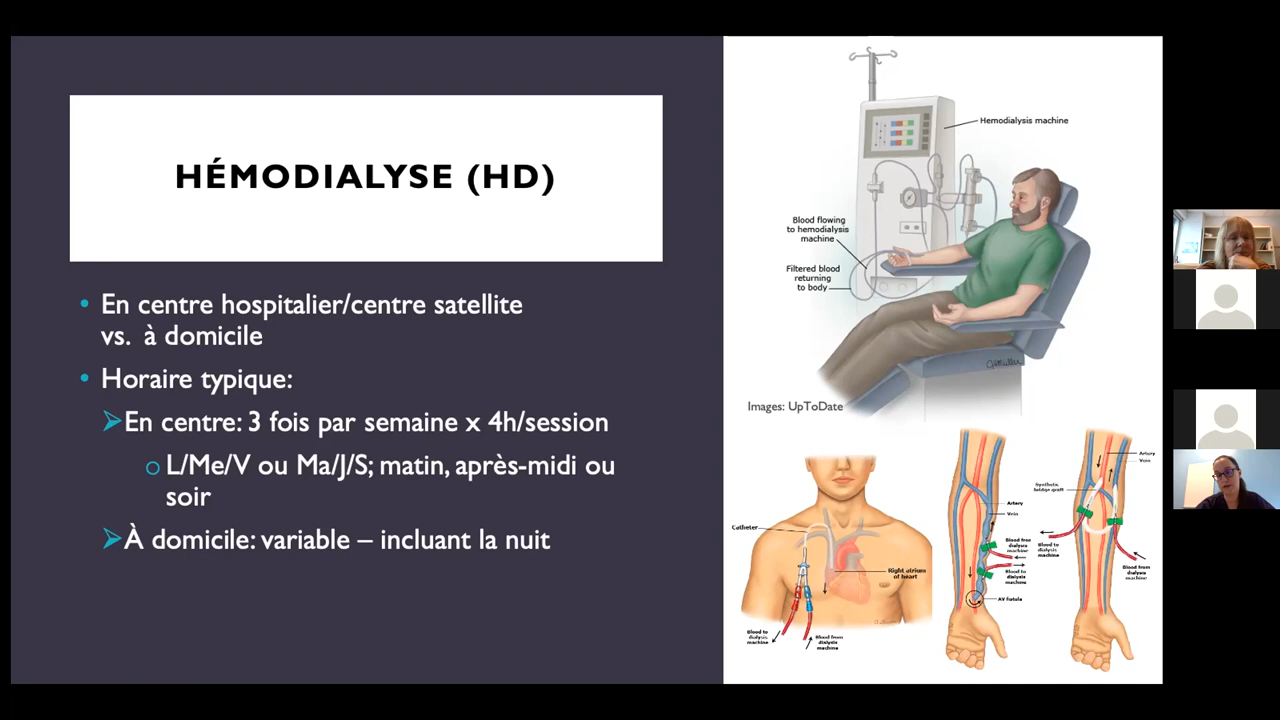 HÉMODIALYSE (HD)
• En centre hospitalier/centre satellite
vs. à domicile
• Horaire typique:
➢En centre: 3 fois par semaine x 4h/session
o L/Me/V ou Ma/J/S; matin, après-midi ou
soir
➢À domicile: variable – incluant la nuit
Hemodialysis machine
Blood flowing
to hemodialysis
machine
Filtered blood
returning
to body
Images: UpToDate
Catheter
Right atrium
of heart
Blood to
dialysis
machine
Blood from
dialysis
machine
Artery
Vein
Blood from
dialysis
machine
Blood to
dialysis
machine
AV fistula
Artery
Vein
Synthetic
bridge graft
Blood to
dialysis
machine
Blood from
dialysis
machine